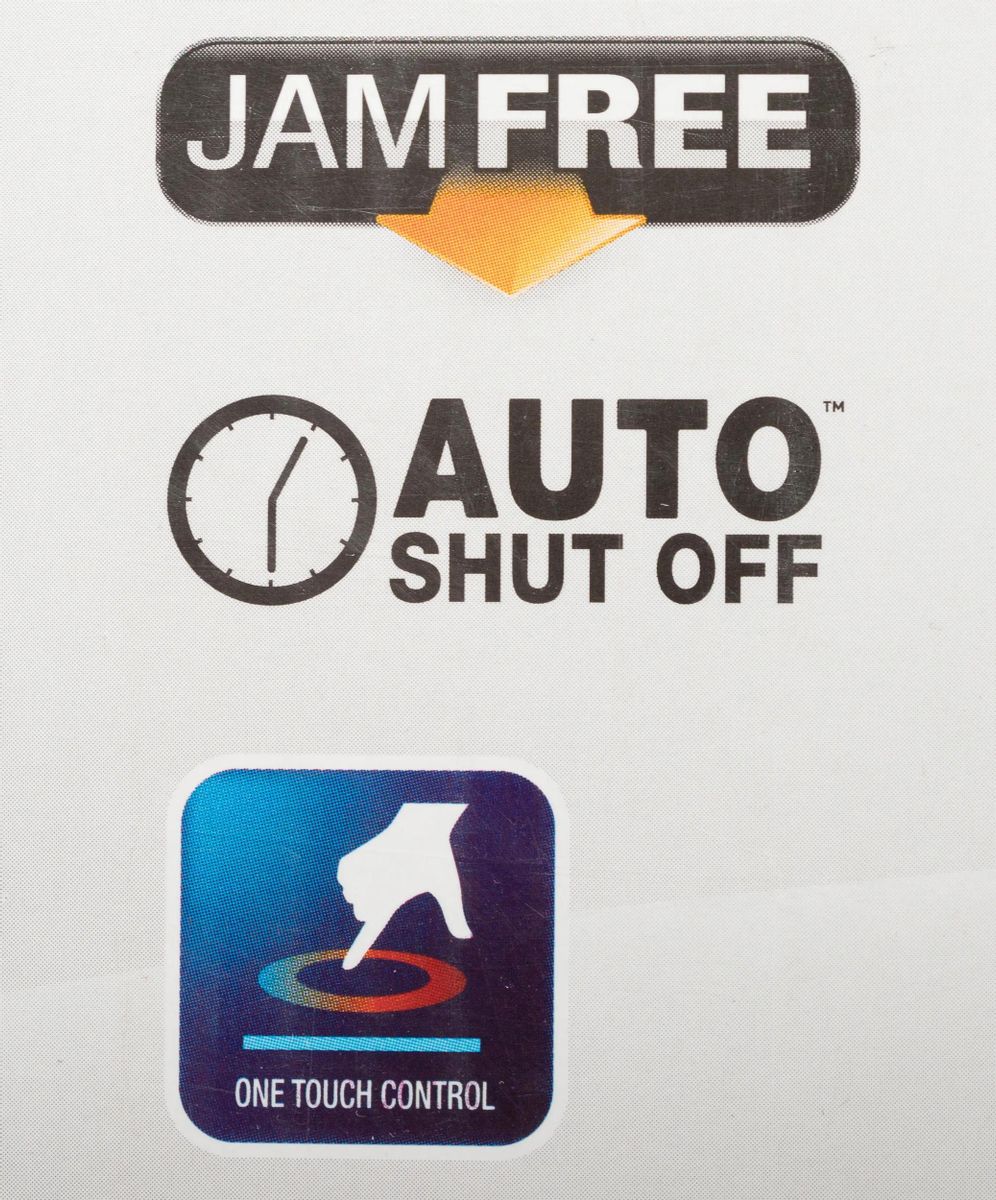 JAM FREE
AUTO™
SHUT OFF
ONE TOUCH CONTROL